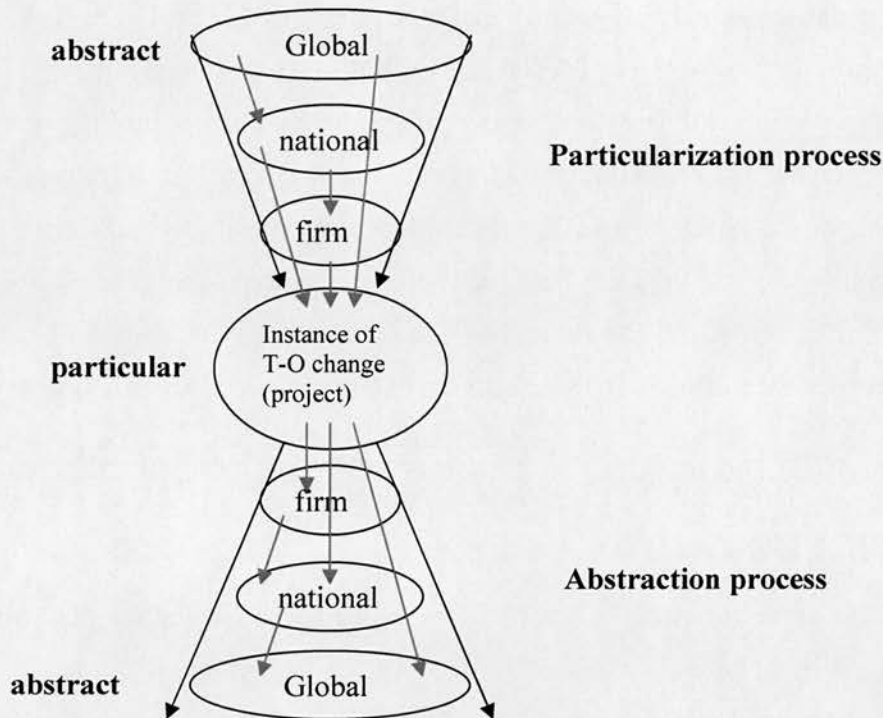 Global
abstract
national
Particularization process
firm
Instance of
T-O change
(project)
particular
firm
Abstraction process
national
Global
abstract